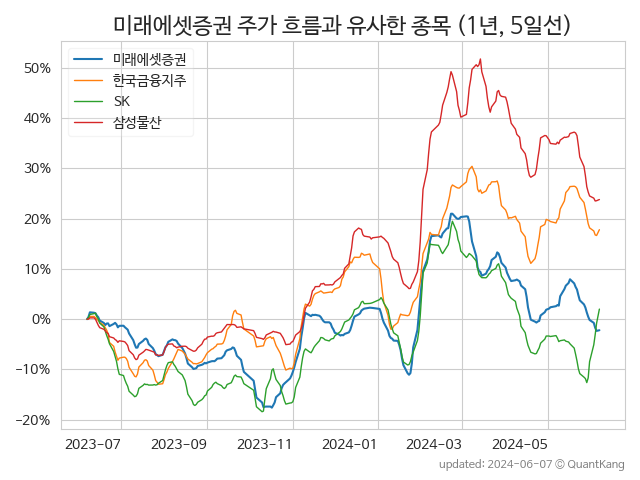 미래에셋증권 주가 흐름과 유사한 종목 (1년, 5일선)
미래에셋증권
한국금융지주
SK
삼성물산
50%
40%
30%
20%
10%
0%
−10%
−20%
2023-07
2023-09
2023-11
2024-01
2024-03
2024-05
updated: 2024-06-07 © QuantKang